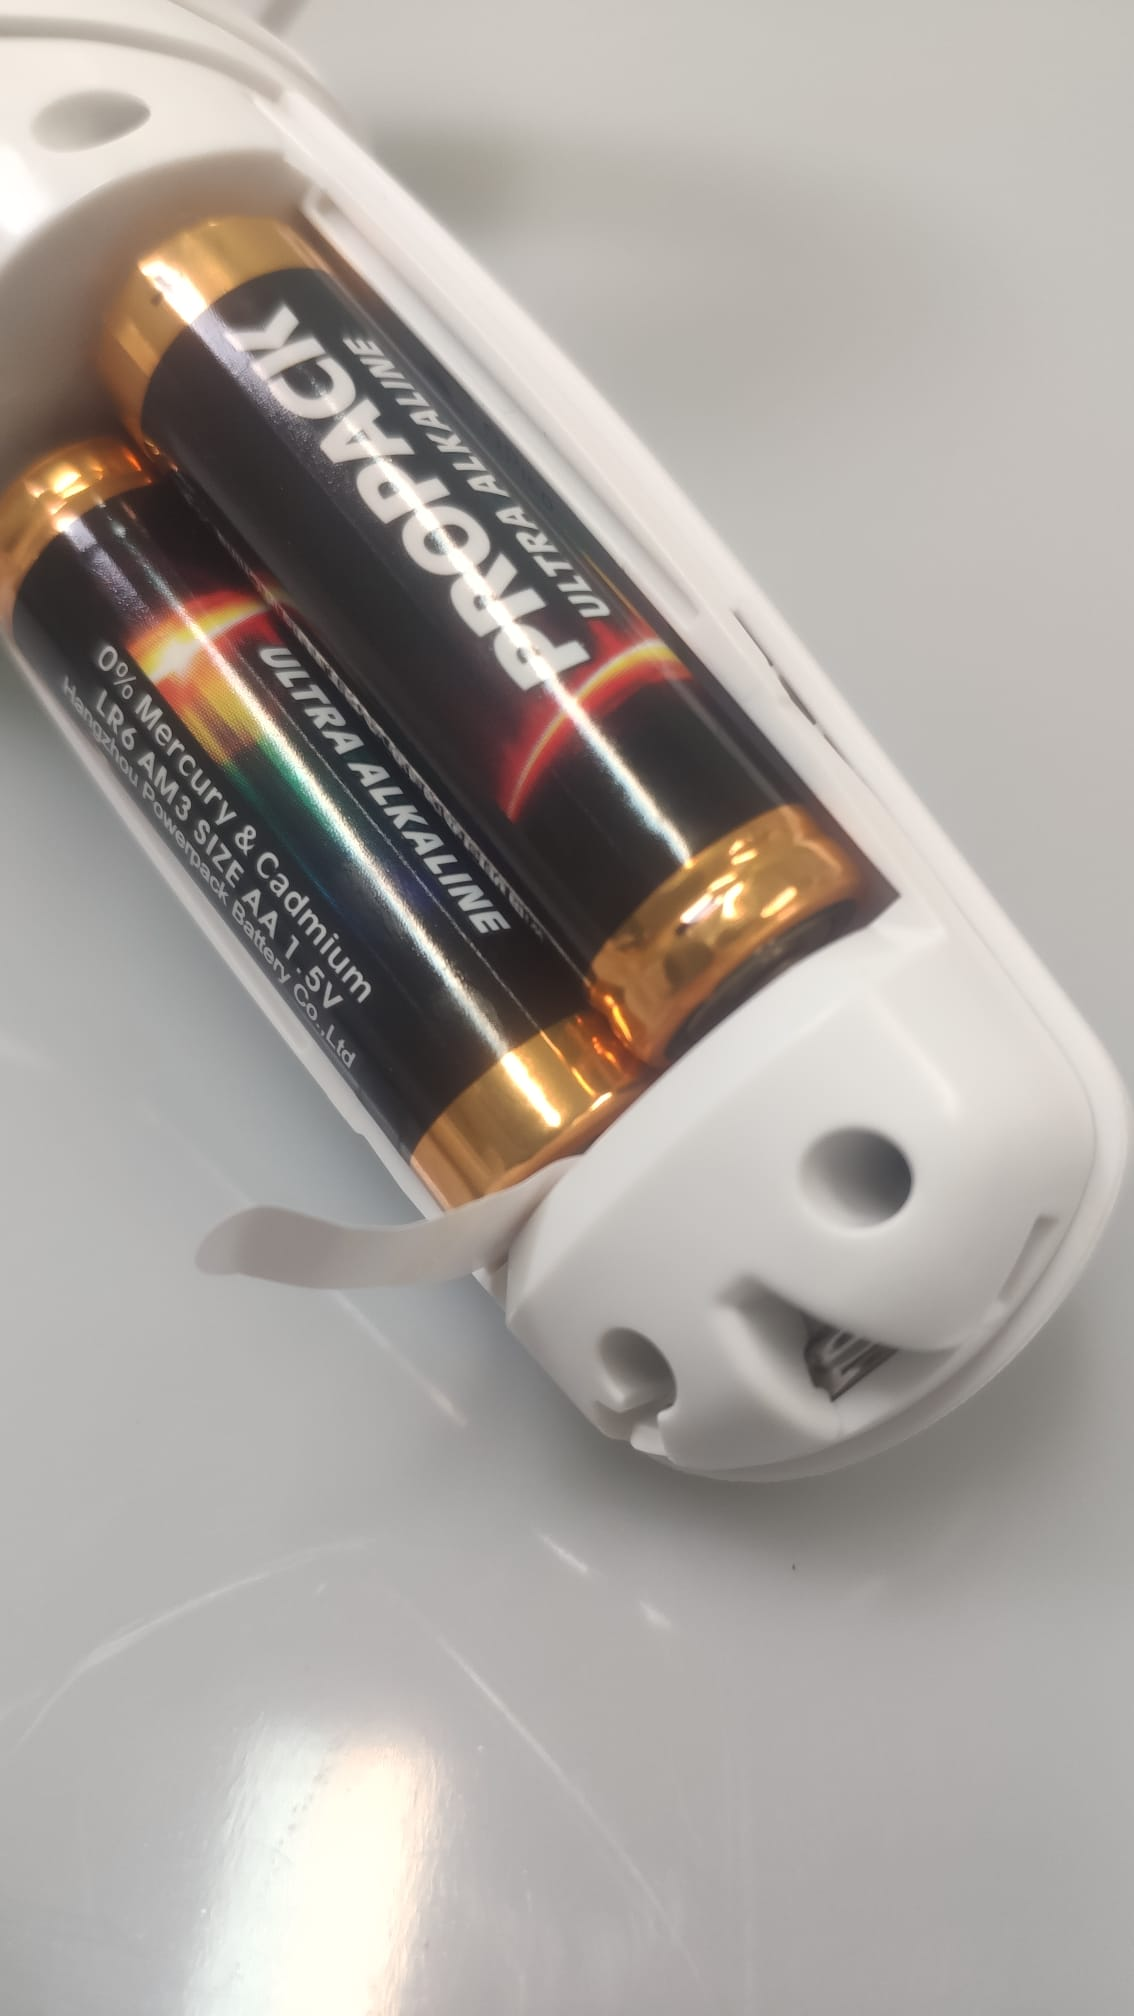 PROPACK
ULTRA ALKALINE
ULTRA ALKALINE
0% Mercury & Cadmium
LR6 AM3 SIZE AA 1.5V
Hangzhou Powerpack Battery Co.,Ltd